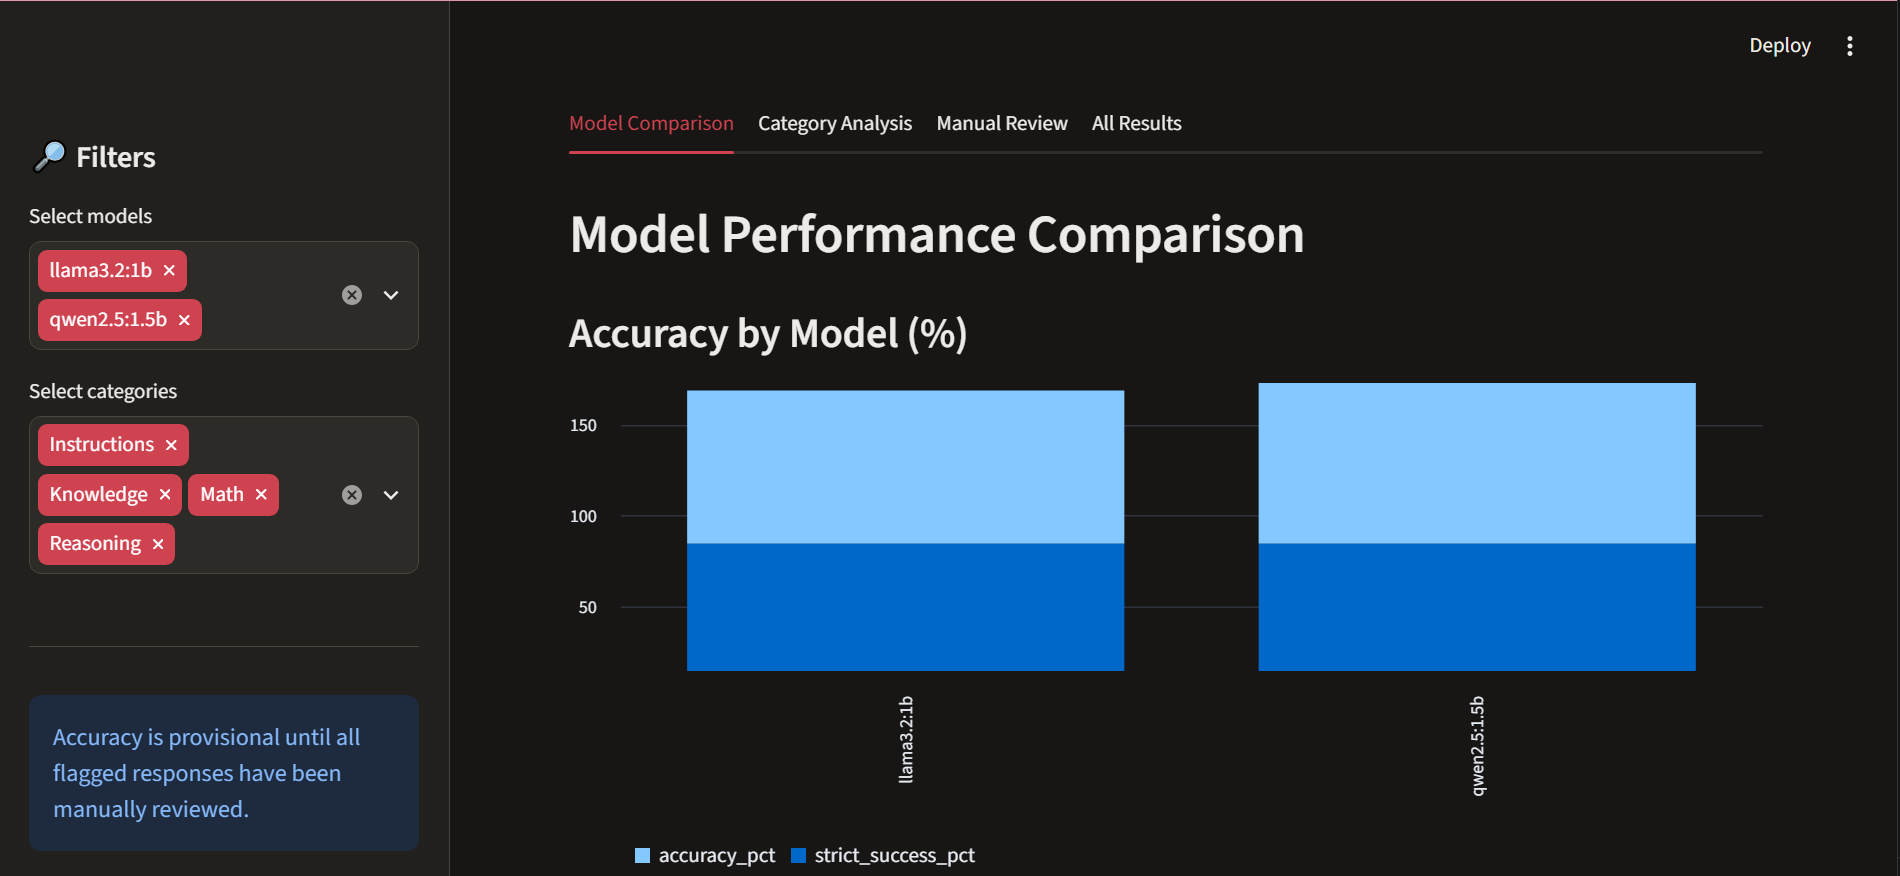 Deploy
🔎 Filters
Select models
llama3.2:1b ×
qwen2.5:1.5b ×
Select categories
Instructions ×
Knowledge × Math ×
Reasoning ×
Accuracy is provisional until all
flagged responses have been
manually reviewed.
Model Comparison Category Analysis Manual Review All Results
Model Performance Comparison
Accuracy by Model (%)
150
100
50
llama3.2:1b
qwen2.5:1.5b
accuracy_pct strict_success_pct